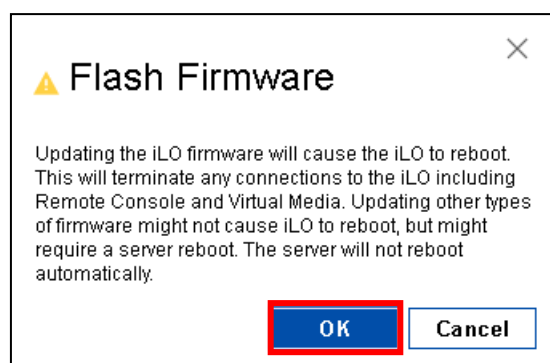 Flash Firmware
Updating the iLO firmware will cause the iLO to reboot.
This will terminate any connections to the iLO including
Remote Console and Virtual Media. Updating other types
of firmware might not cause iLO to reboot, but might
require a server reboot. The server will not reboot
automatically.
OK Cancel